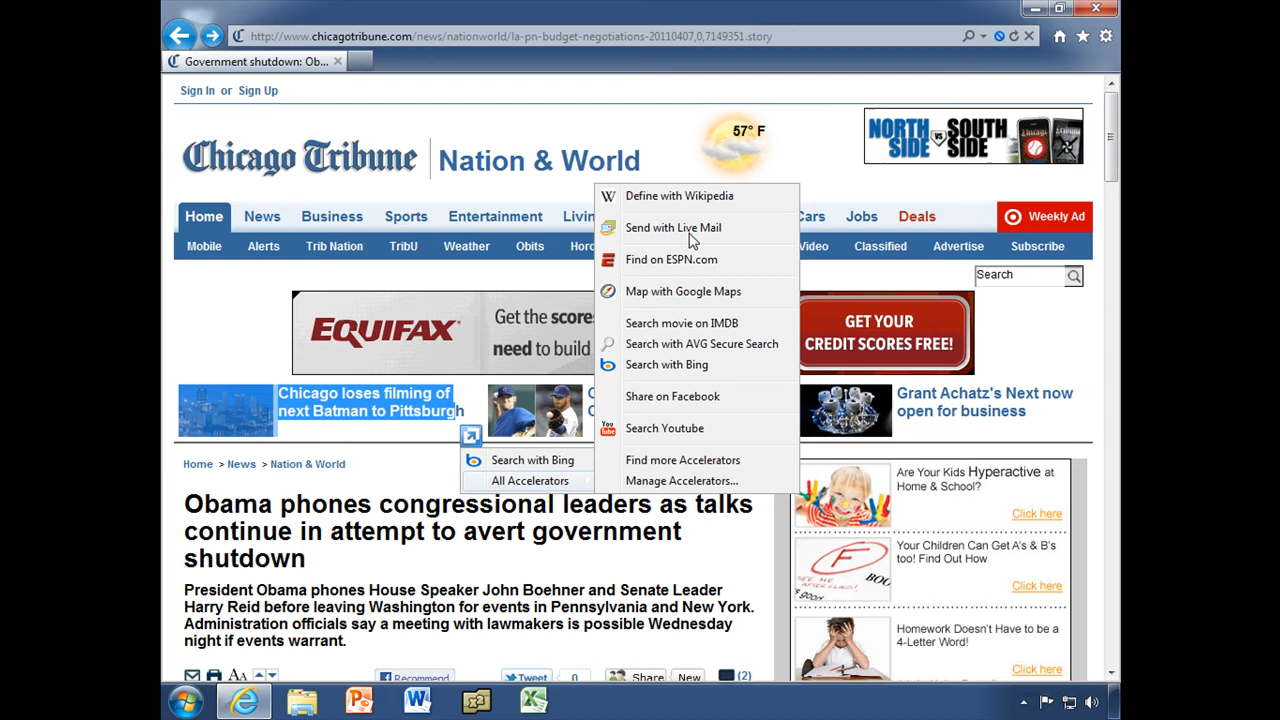 http://www.chicagotribune.com/news/nationworld/la-pn-budget-negotiations-20110407,0,7149351.story
Government shutdown: Ob...
Sign In or Sign Up
57° F
NORTH
SIDE VS SOUTH
SIDE
Chicago Tribune
Nation & World
Home News Business Sports Entertainment Livin Cars Jobs Deals Weekly Ad
Mobile Alerts Trib Nation TribU Weather Obits Horo Video Classified Advertise Subscribe
Search
Define with Wikipedia
Send with Live Mail
Find on ESPN.com
Map with Google Maps
Search movie on IMDB
Search with AVG Secure Search
Search with Bing
Share on Facebook
Search Youtube
Find more Accelerators
Manage Accelerators...
EQUIFAX
Get the scores
need to build
GET YOUR
CREDIT SCORES FREE!
Chicago loses filming of
next Batman to Pittsburgh
Grant Achatz's Next now
open for business
Search with Bing
All Accelerators
Home > News > Nation & World
Obama phones congressional leaders as talks
continue in attempt to avert government
shutdown
President Obama phones House Speaker John Boehner and Senate Leader
Harry Reid before leaving Washington for events in Pennsylvania and New York.
Administration officials say a meeting with lawmakers is possible Wednesday
night if events warrant.
AA Recommend Tweet 0 Share New (2)
Are Your Kids Hyperactive at
Home & School?
Click here
Your Children Can Get A's & B's
too! Find Out How
Click here
Homework Doesn't Have to be a
4-Letter Word!
Click here